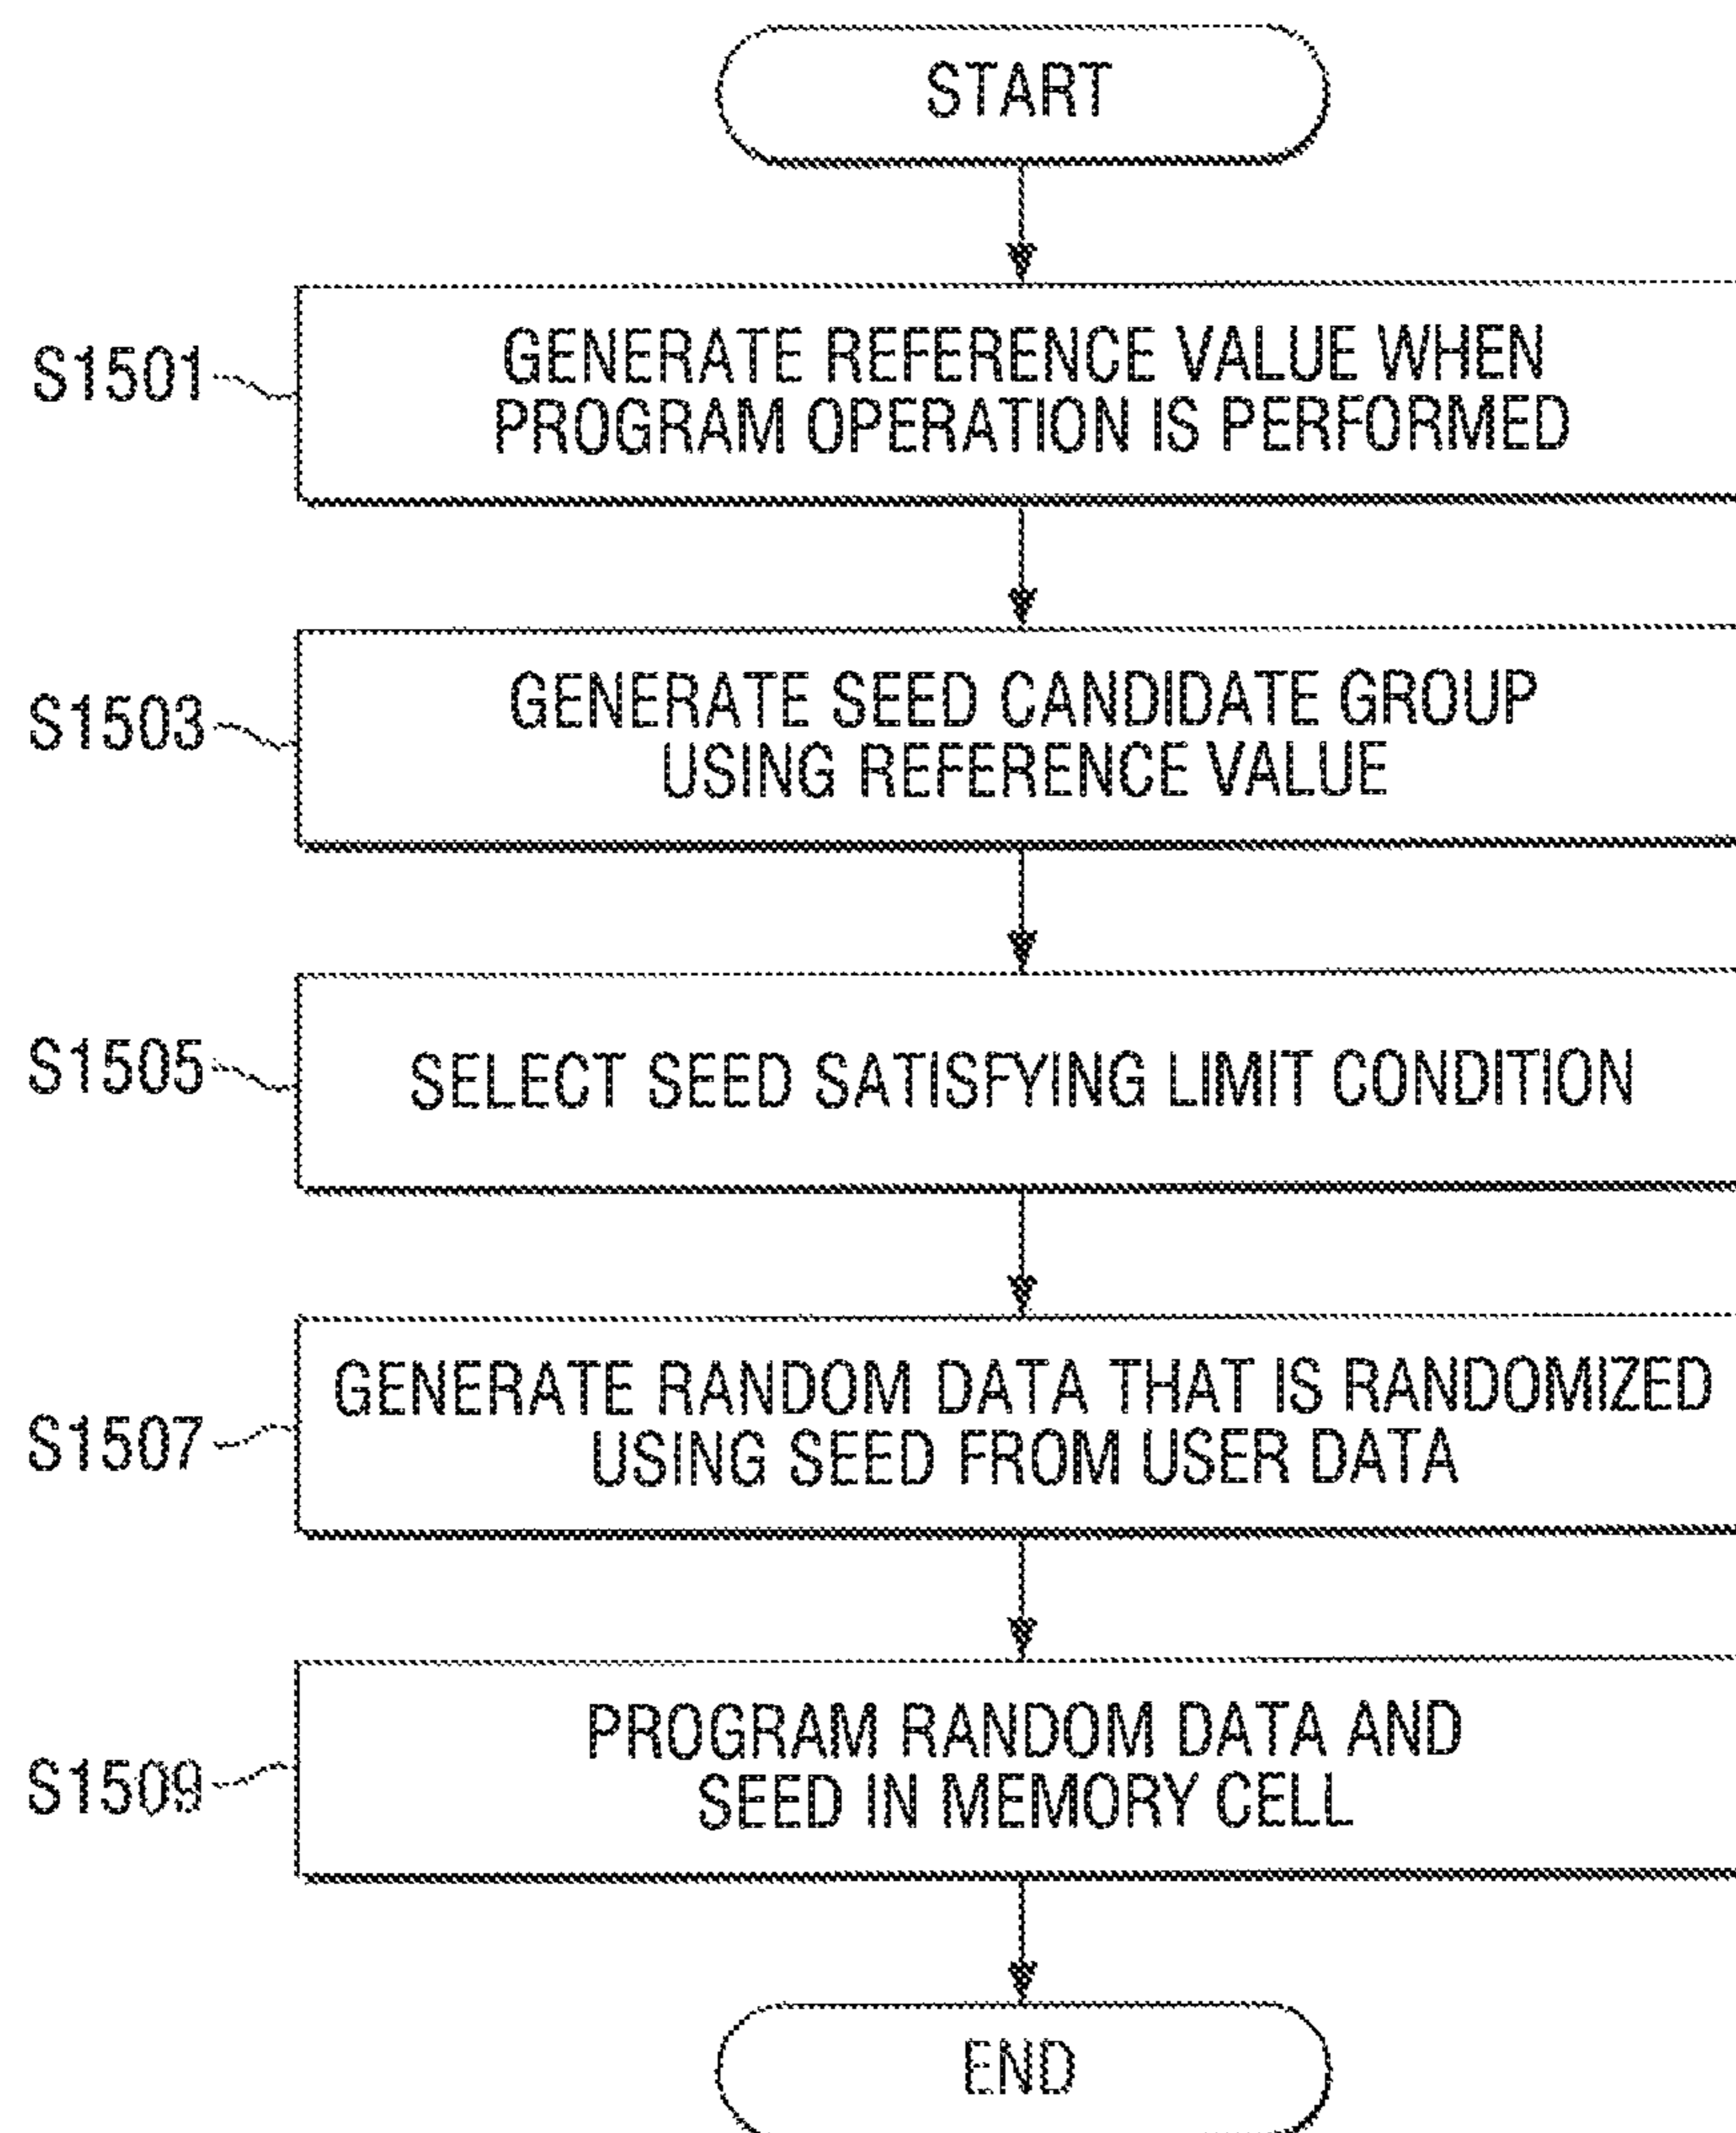 START
S1501
GENERATE REFERENCE VALUE WHEN
PROGRAM OPERATION IS PERFORMED
S1503
GENERATE SEED CANDIDATE GROUP
USING REFERENCE VALUE
S1505
SELECT SEED SATISFYING LIMIT CONDITION
S1507
GENERATE RANDOM DATA THAT IS RANDOMIZED
USING SEED FROM USER DATA
S1509
PROGRAM RANDOM DATA AND
SEED IN MEMORY CELL
END